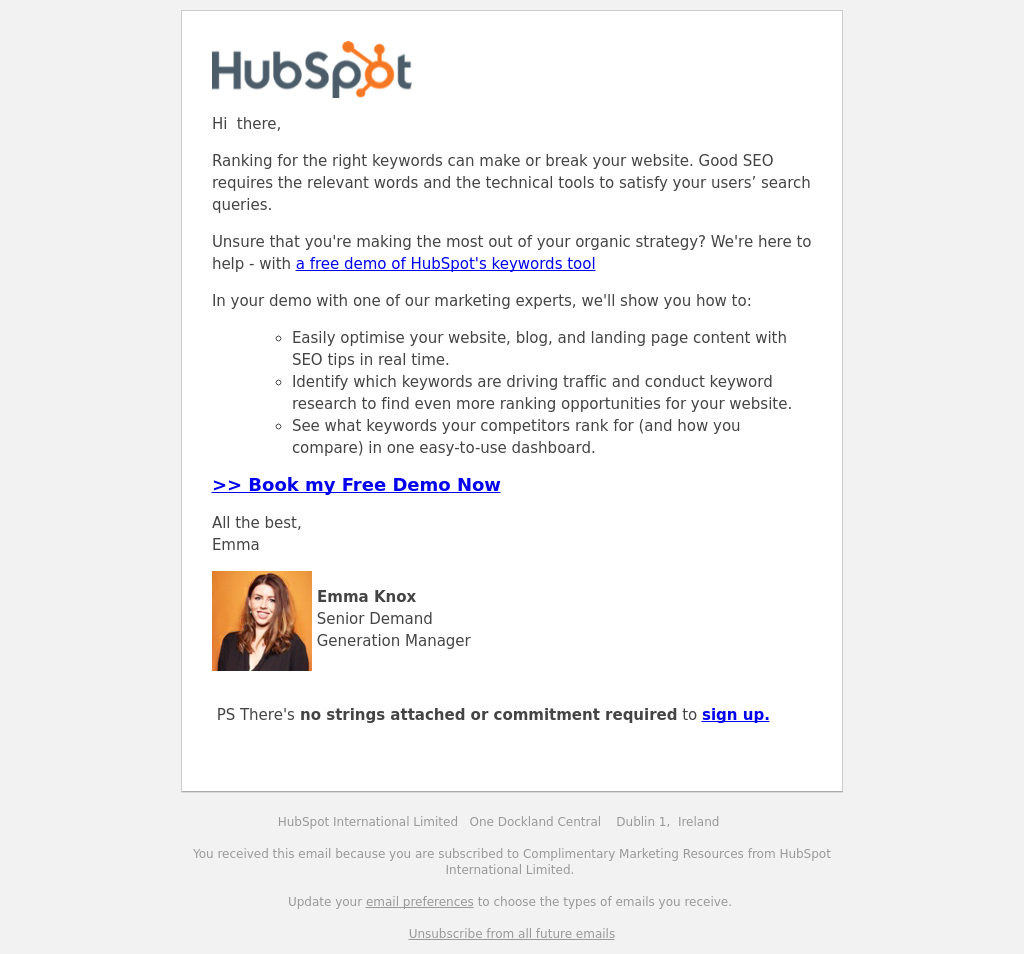 HubSpot
Hi there,
Ranking for the right keywords can make or break your website. Good SEO
requires the relevant words and the technical tools to satisfy your users’ search
queries.
Unsure that you're making the most out of your organic strategy? We're here to
help - with a free demo of HubSpot's keywords tool
In your demo with one of our marketing experts, we'll show you how to:
Easily optimise your website, blog, and landing page content with
SEO tips in real time.
Identify which keywords are driving traffic and conduct keyword
research to find even more ranking opportunities for your website.
See what keywords your competitors rank for (and how you
compare) in one easy-to-use dashboard.
>> Book my Free Demo Now
All the best,
Emma
Emma Knox
Senior Demand
Generation Manager
PS There's no strings attached or commitment required to sign up.
HubSpot International Limited One Dockland Central Dublin 1, Ireland
You received this email because you are subscribed to Complimentary Marketing Resources from HubSpot
International Limited.
Update your email preferences to choose the types of emails you receive.
Unsubscribe from all future emails